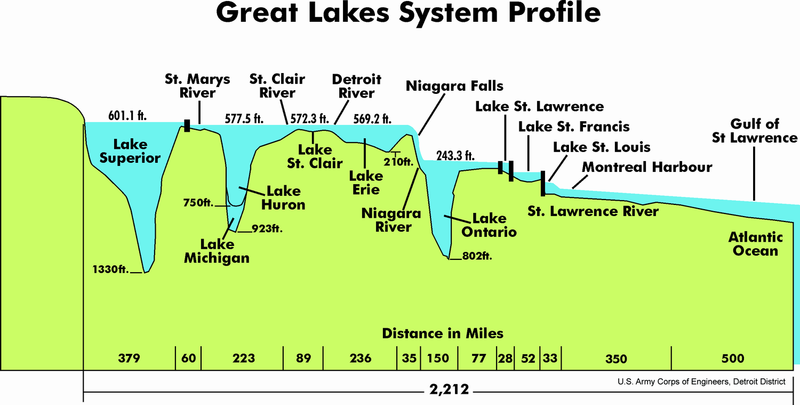 Great Lakes System Profile
St. Marys
River
St. Clair
River
Detroit
River
Niagara Falls
601.1 ft.
577.5 ft.
572.3 ft.
569.2 ft.
Lake St. Lawrence
Lake St. Francis
Lake St. Louis
Montreal Harbour
Gulf of
St Lawrence
Lake
Superior
Lake
St. Clair
Lake
Erie
210ft.
243.3 ft.
750ft.
Lake
Huron
Niagara
River
Lake
Ontario
St. Lawrence River
923ft.
Lake
Michigan
1330ft.
802ft.
Atlantic
Ocean
Distance in Miles
379 60 223 89 236 35 150 77 28 52 33 350 500
U.S. Army Corps of Engineers, Detroit District
2,212